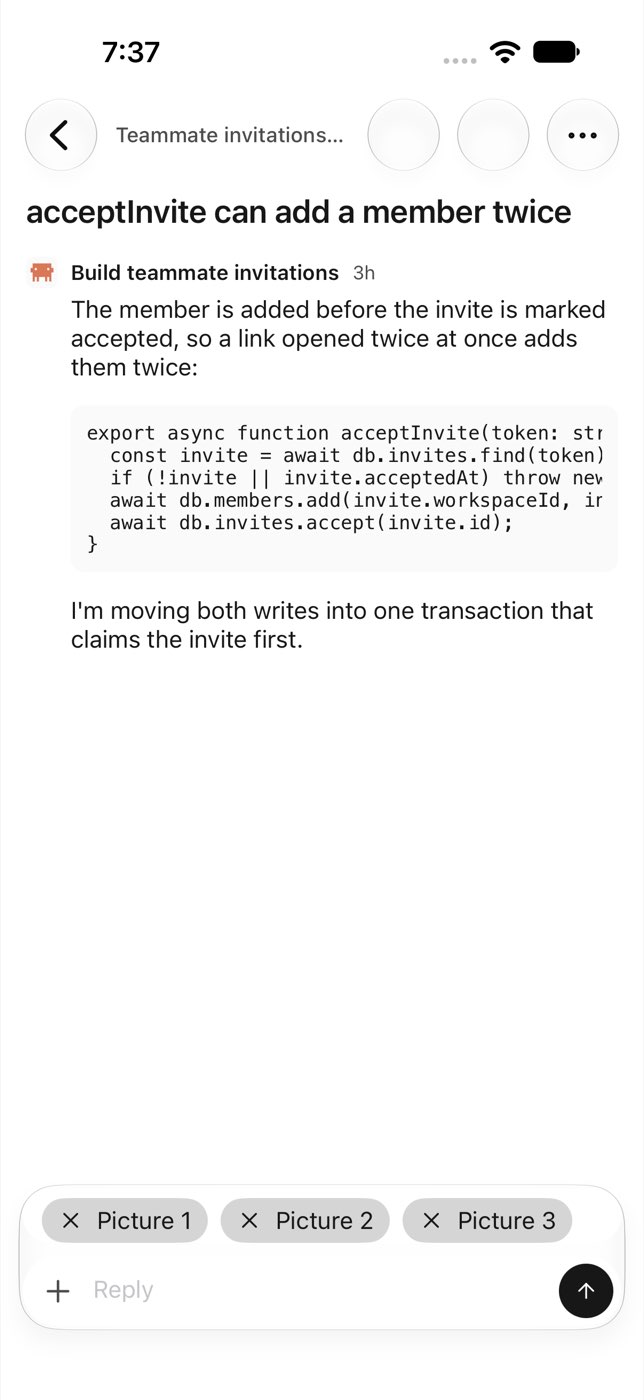 7:37
Teammate invitations...
acceptInvite can add a member twice
Build teammate invitations 3h
The member is added before the invite is marked
accepted, so a link opened twice at once adds
them twice:
export async function acceptInvite(token: str
  const invite = await db.invites.find(token)
  if (!invite || invite.acceptedAt) throw new
  await db.members.add(invite.workspaceId, in
  await db.invites.accept(invite.id);
}
I'm moving both writes into one transaction that
claims the invite first.
Picture 1 Picture 2 Picture 3
Reply